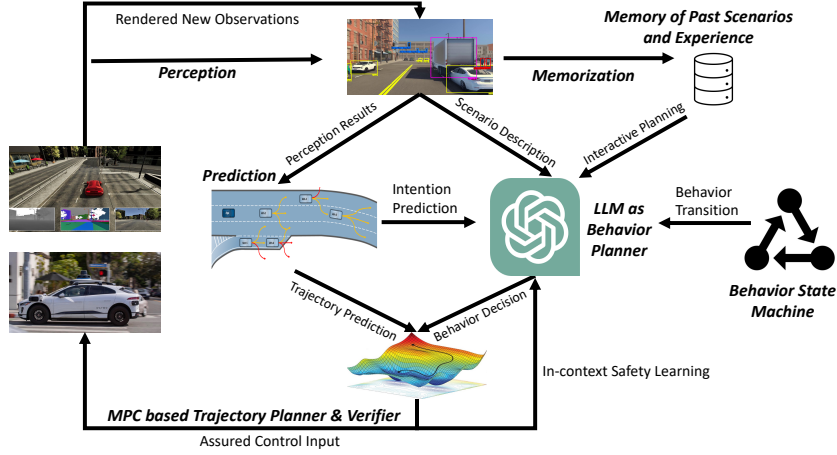 Rendered New Observations
Memory of Past Scenarios
and Experience
Perception
Memorization
Perception Results
Scenario Description
Interactive Planning
Prediction
Intention
Prediction
LLM as
Behavior
Planner
Behavior
Transition
Behavior State
Machine
Trajectory Prediction
Behavior Decision
In-context Safety Learning
MPC based Trajectory Planner & Verifier
Assured Control Input